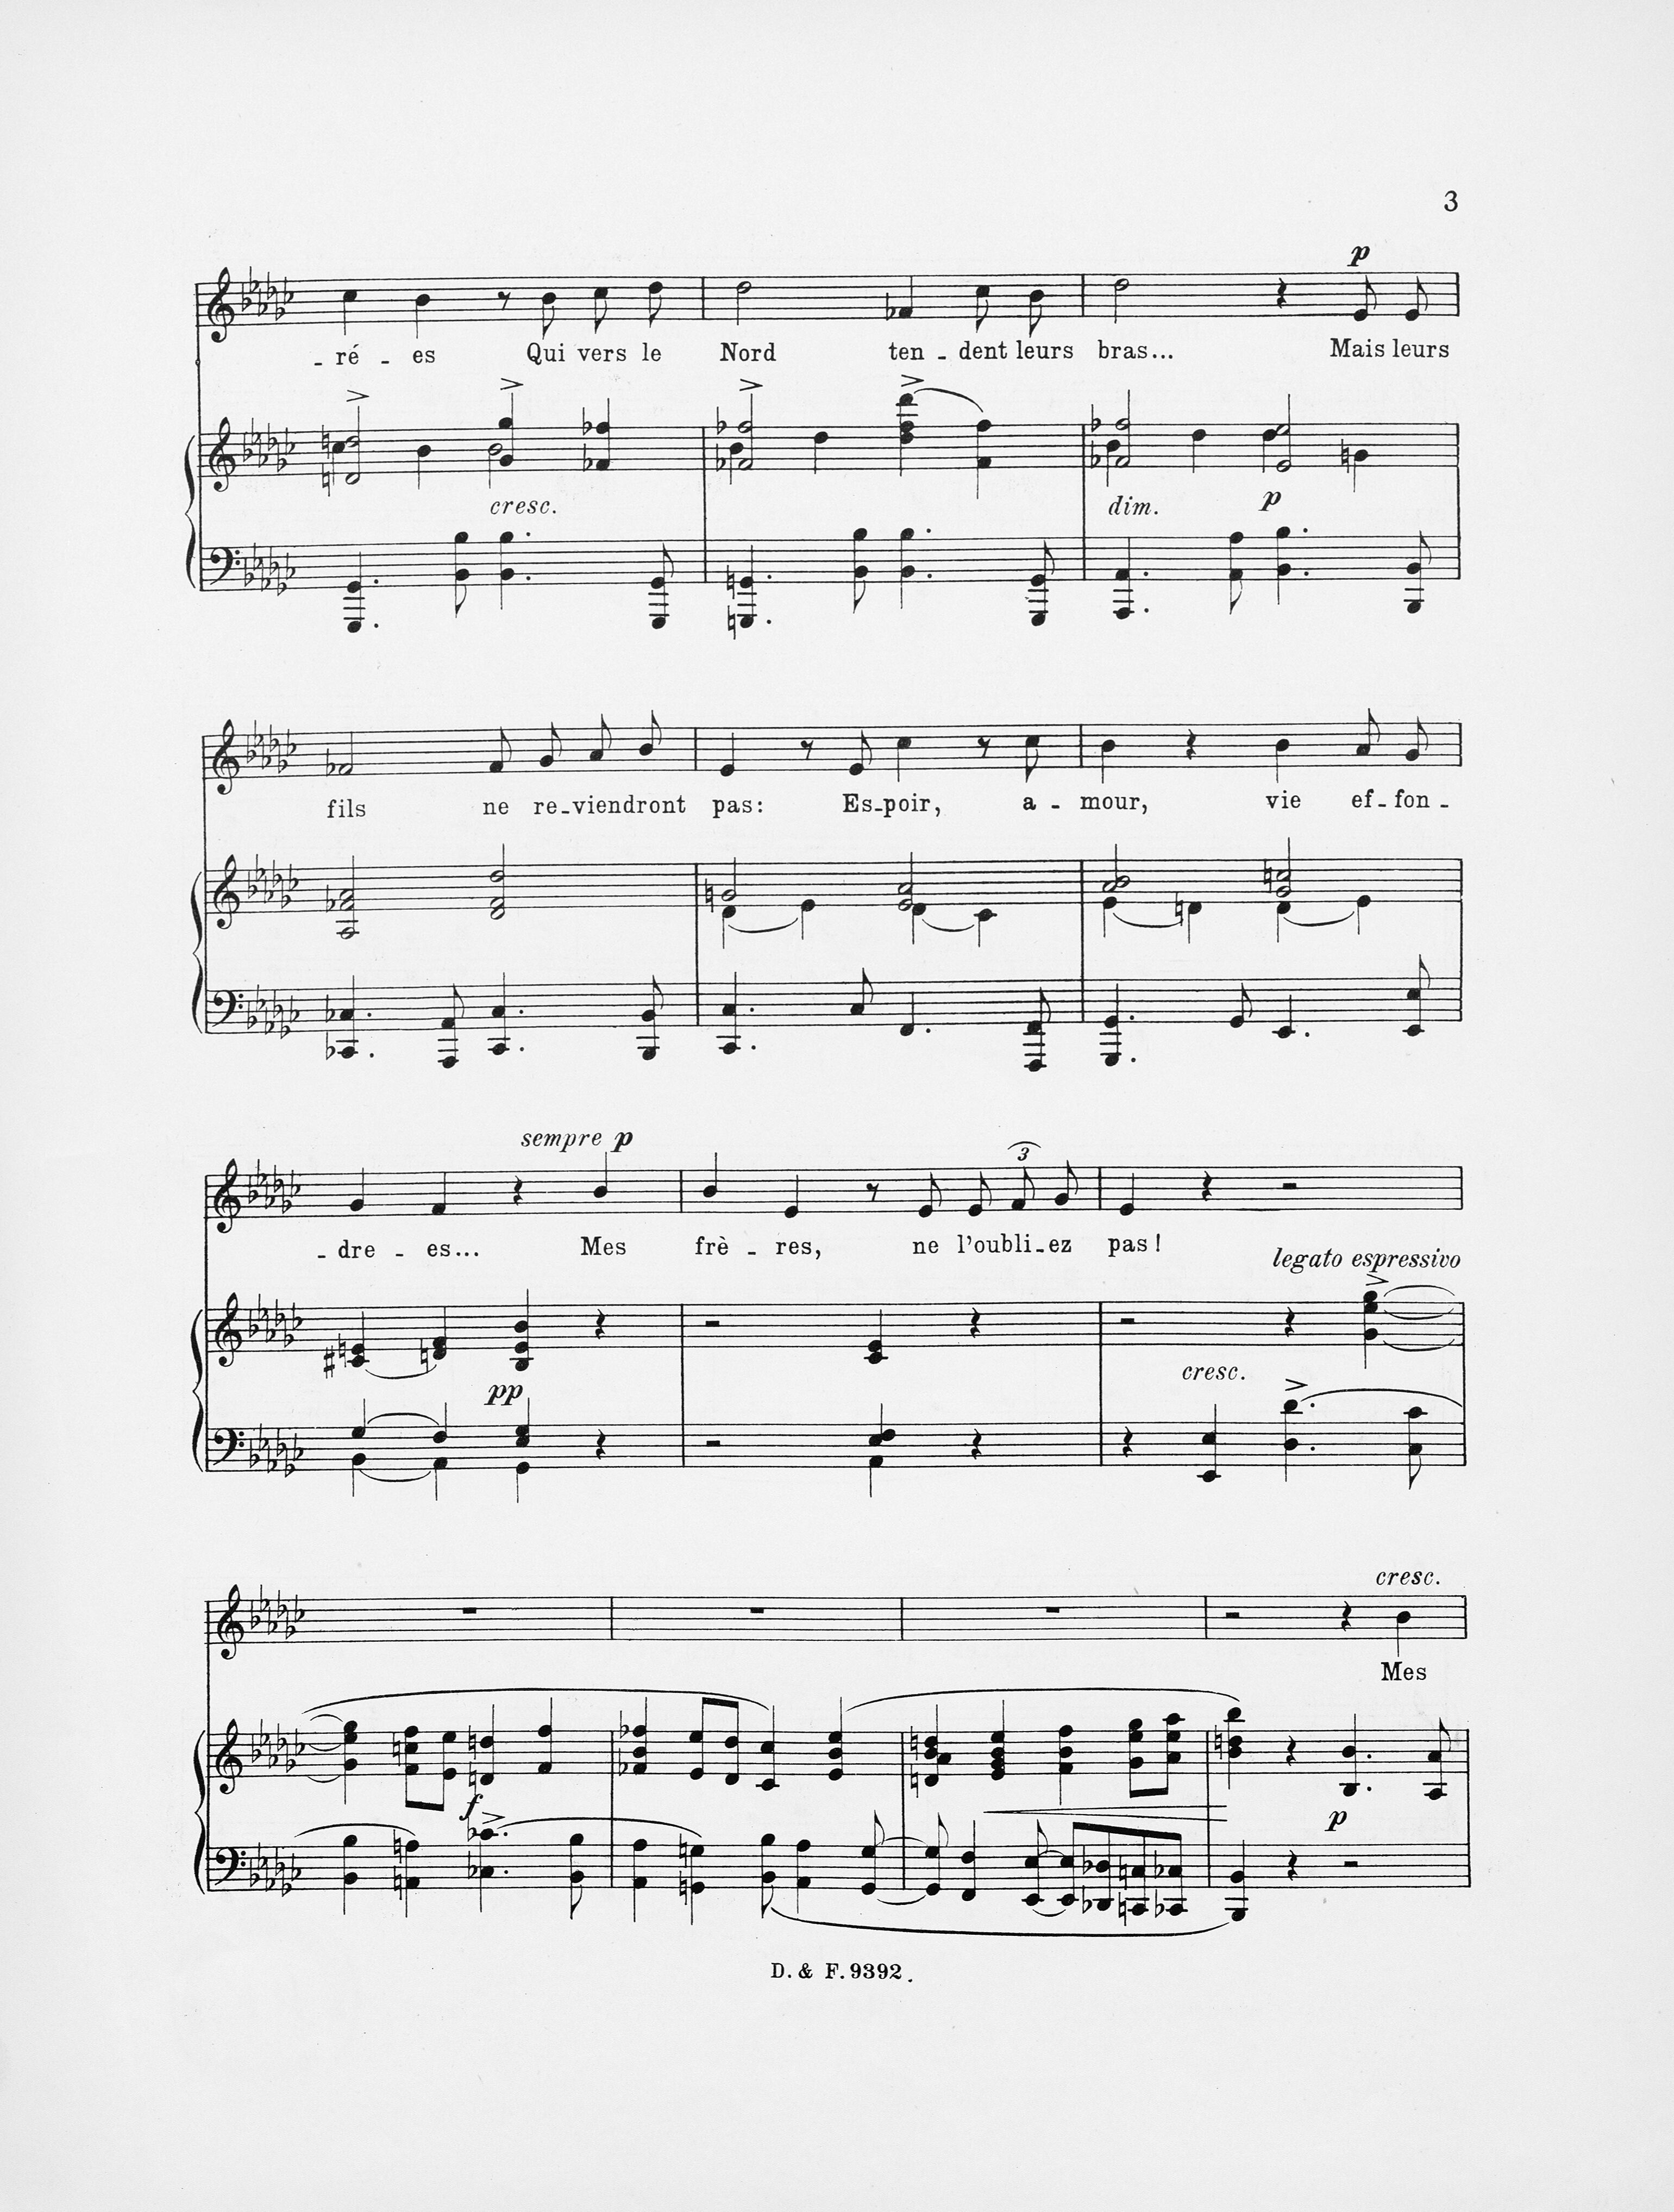 3
p
- ré - es Qui vers le Nord ten - dent leurs bras... Mais leurs
cresc. dim. p
fils ne re - viendront pas: Es - poir, a - mour, vie ef - fon -
sempre p
3
- dre - es... Mes frè - res, ne l'oubli - ez pas!
legato espressivo
pp cresc.
cresc.
Mes
f p
D. & F. 9392.